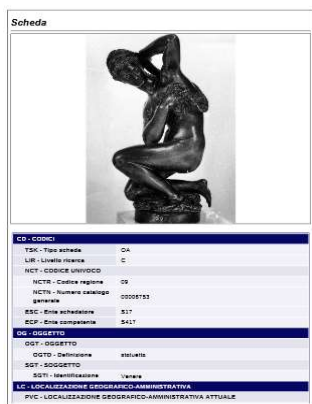 Scheda
CD - CODICI
TSK - Tipo scheda OA
LIR - Livello ricerca C
NCT - CODICE UNIVOCO
NCTR - Codice regione 09
NCTN - Numero catalogo
generale 00006753
ESC - Ente schedatore S17
ECP - Ente competente S417
OG - OGGETTO
OGT - OGGETTO
OGTD - Definizione statuetta
SGT - SOGGETTO
SGTI - Identificazione Venere
LC - LOCALIZZAZIONE GEOGRAFICO-AMMINISTRATIVA
PVC - LOCALIZZAZIONE GEOGRAFICO-AMMINISTRATIVA ATTUALE